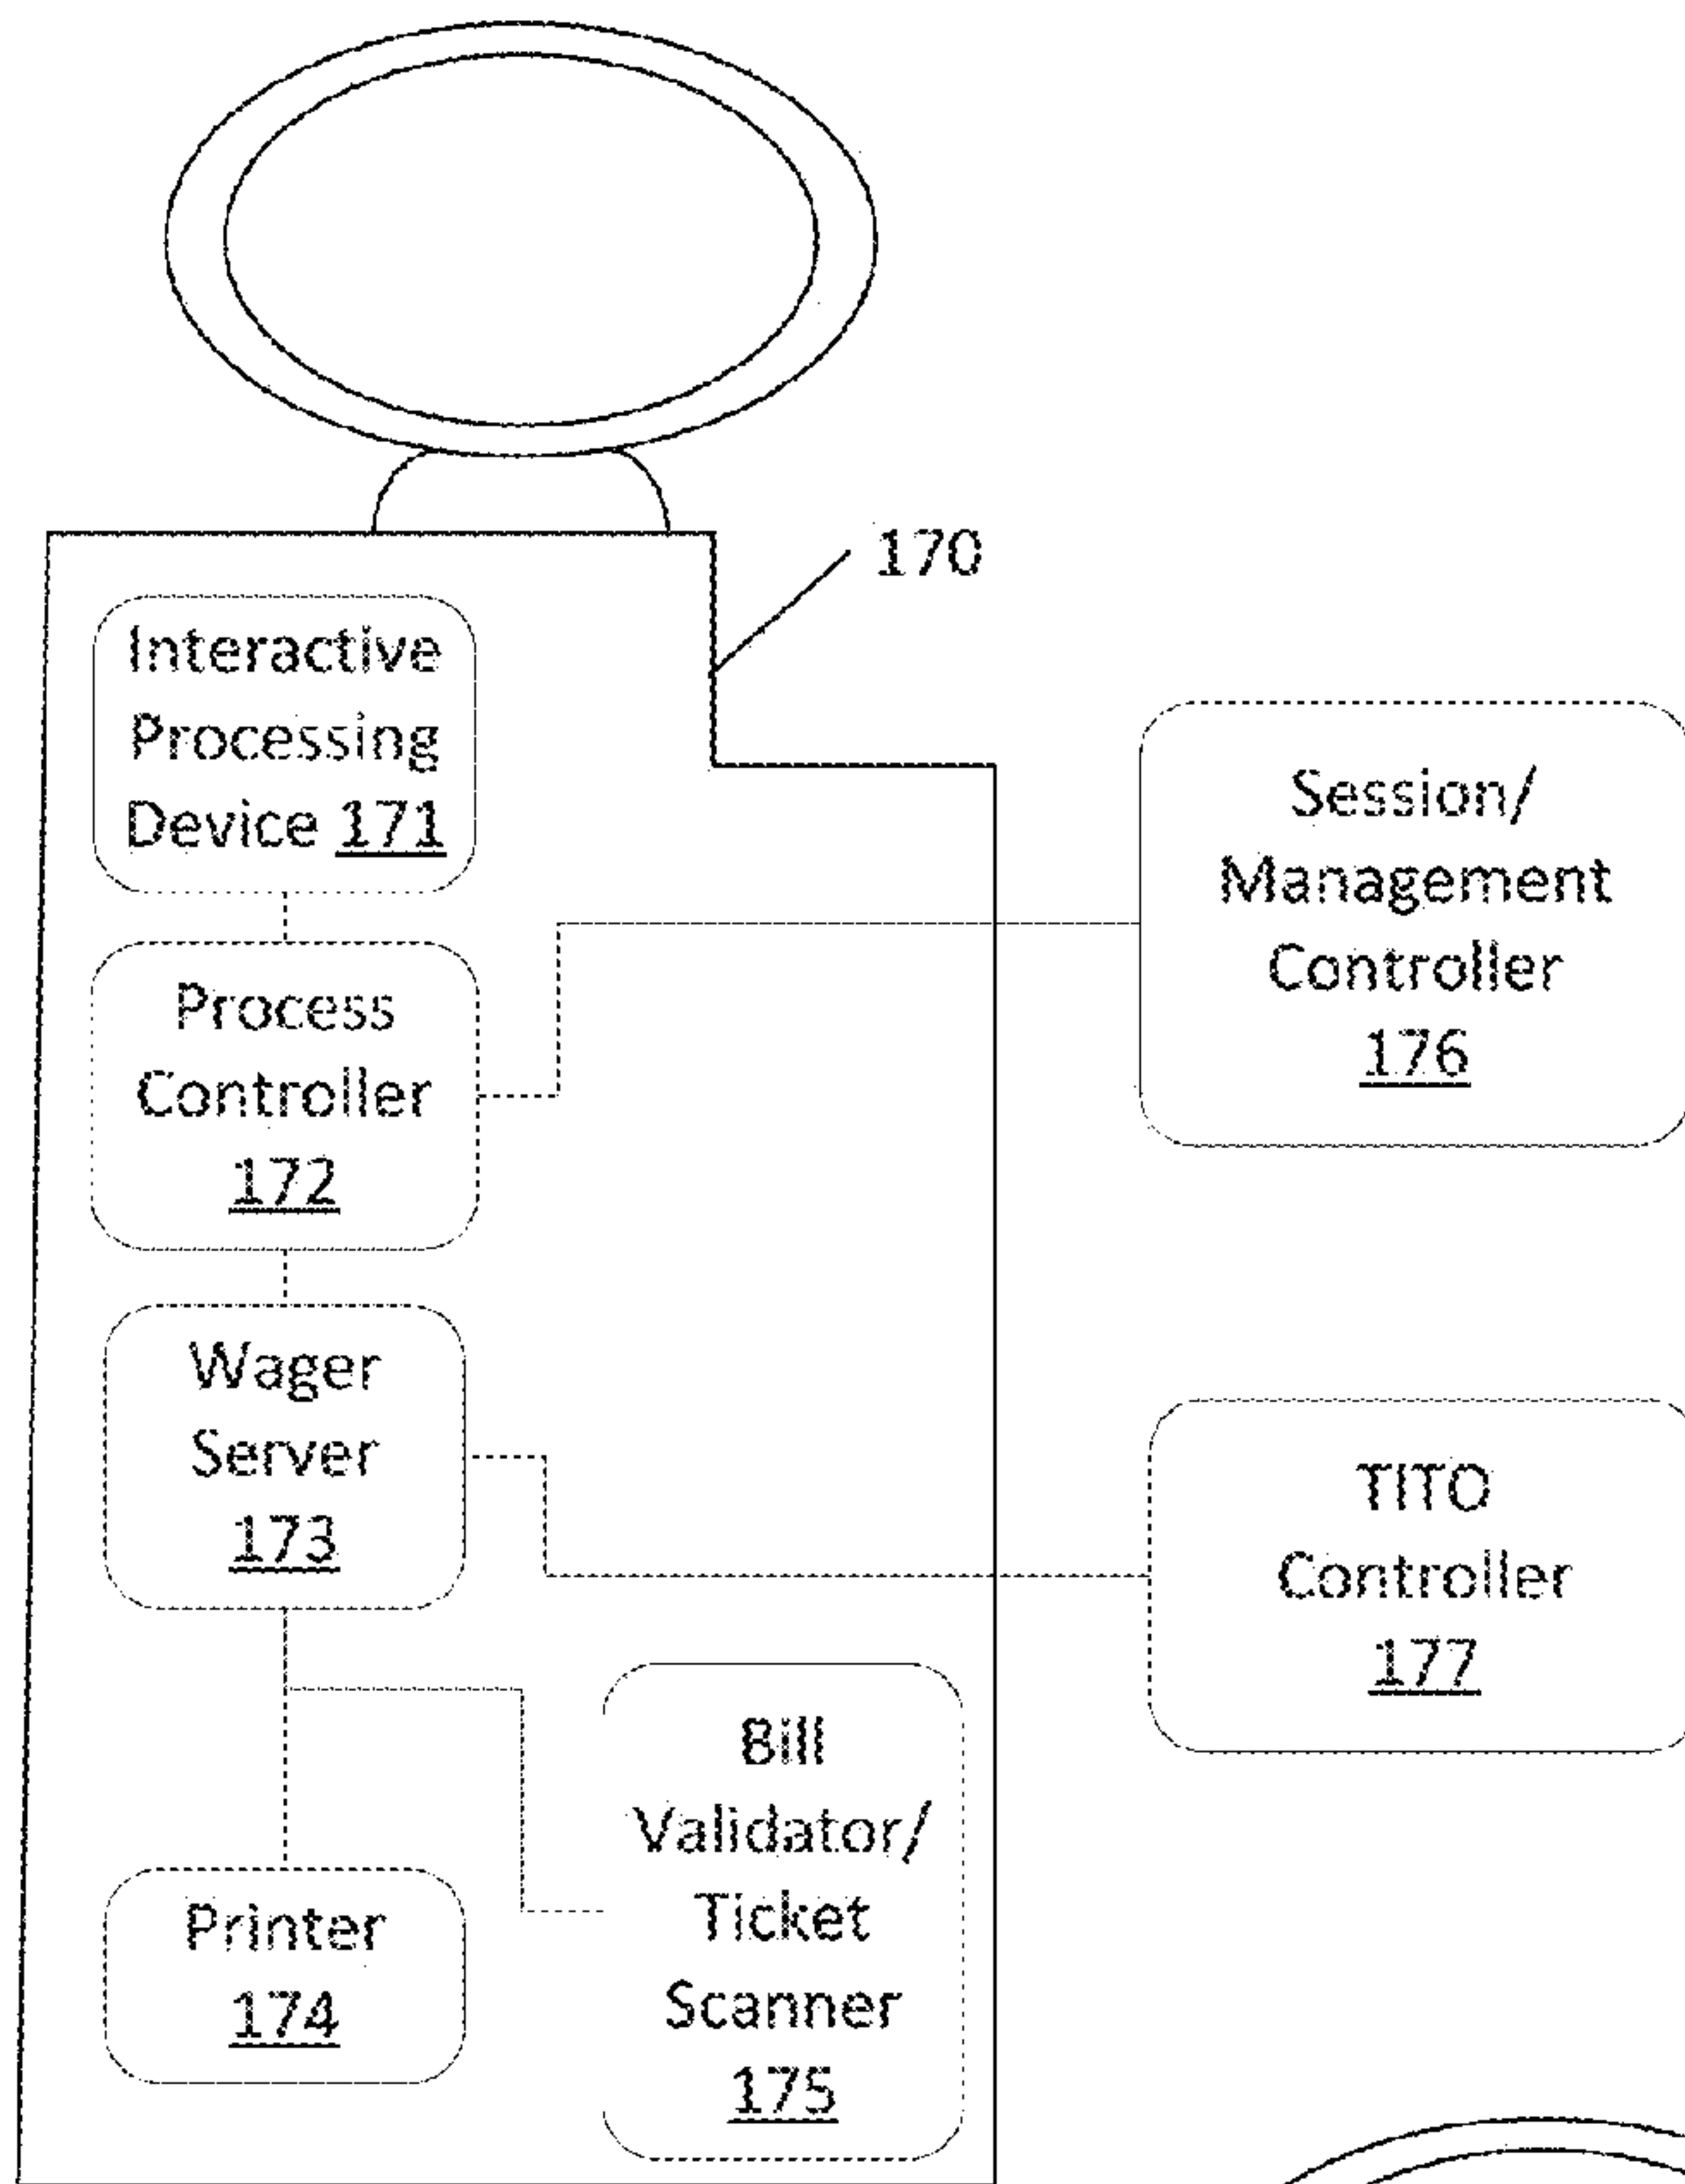 170
Interactive
Processing
Device 171
Process
Controller
172
Wager
Server
173
Printer
174
Bill
Validator/
Ticket
Scanner
175
Session/
Management
Controller
176
TITO
Controller
177